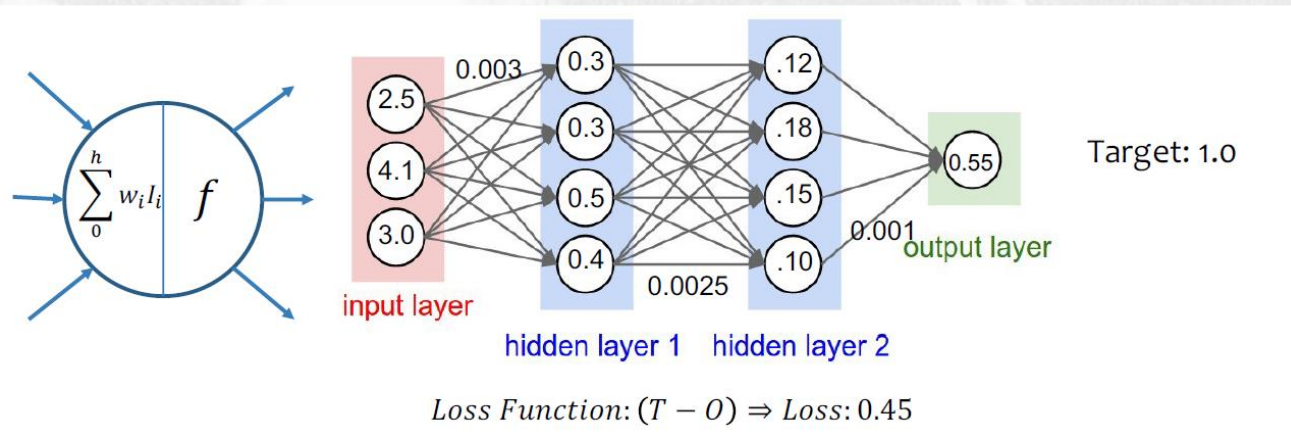 h
∑ wᵢIᵢ
0
f
2.5
4.1
3.0
input layer
0.003
0.3
0.3
0.5
0.4
hidden layer 1
0.0025
.12
.18
.15
.10
hidden layer 2
0.001
0.55
output layer
Target: 1.0
Loss Function: (T − O) ⇒ Loss: 0.45